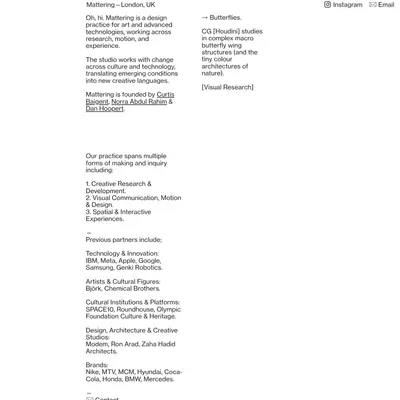 Mattering—London, UK
Instagram
Email
Oh, hi. Mattering is a design
practice for art and advanced
technologies, working across
research, motion, and
experience.
The studio works with change
across culture and technology,
translating emerging conditions
into new creative languages.
Mattering is founded by Curtis
Baigent, Norra Abdul Rahim &
Dan Hoopert.
→ Butterflies.
CG [Houdini] studies
in complex macro
butterfly wing
structures (and the
tiny colour
architectures of
nature).
[Visual Research]
Our practice spans multiple
forms of making and inquiry
including:
1. Creative Research &
Development.
2. Visual Communication, Motion
& Design.
3. Spatial & Interactive
Experiences.
—
Previous partners include;
Technology & Innovation:
IBM, Meta, Apple, Google,
Samsung, Genki Robotics.
Artists & Cultural Figures:
Björk, Chemical Brothers.
Cultural Institutions & Platforms:
SPACE10, Roundhouse, Olympic
Foundation Culture & Heritage.
Design, Architecture & Creative
Studios:
Modem, Ron Arad, Zaha Hadid
Architects.
Brands:
Nike, MTV, MCM, Hyundai, Coca-
Cola, Honda, BMW, Mercedes.
—
Contact